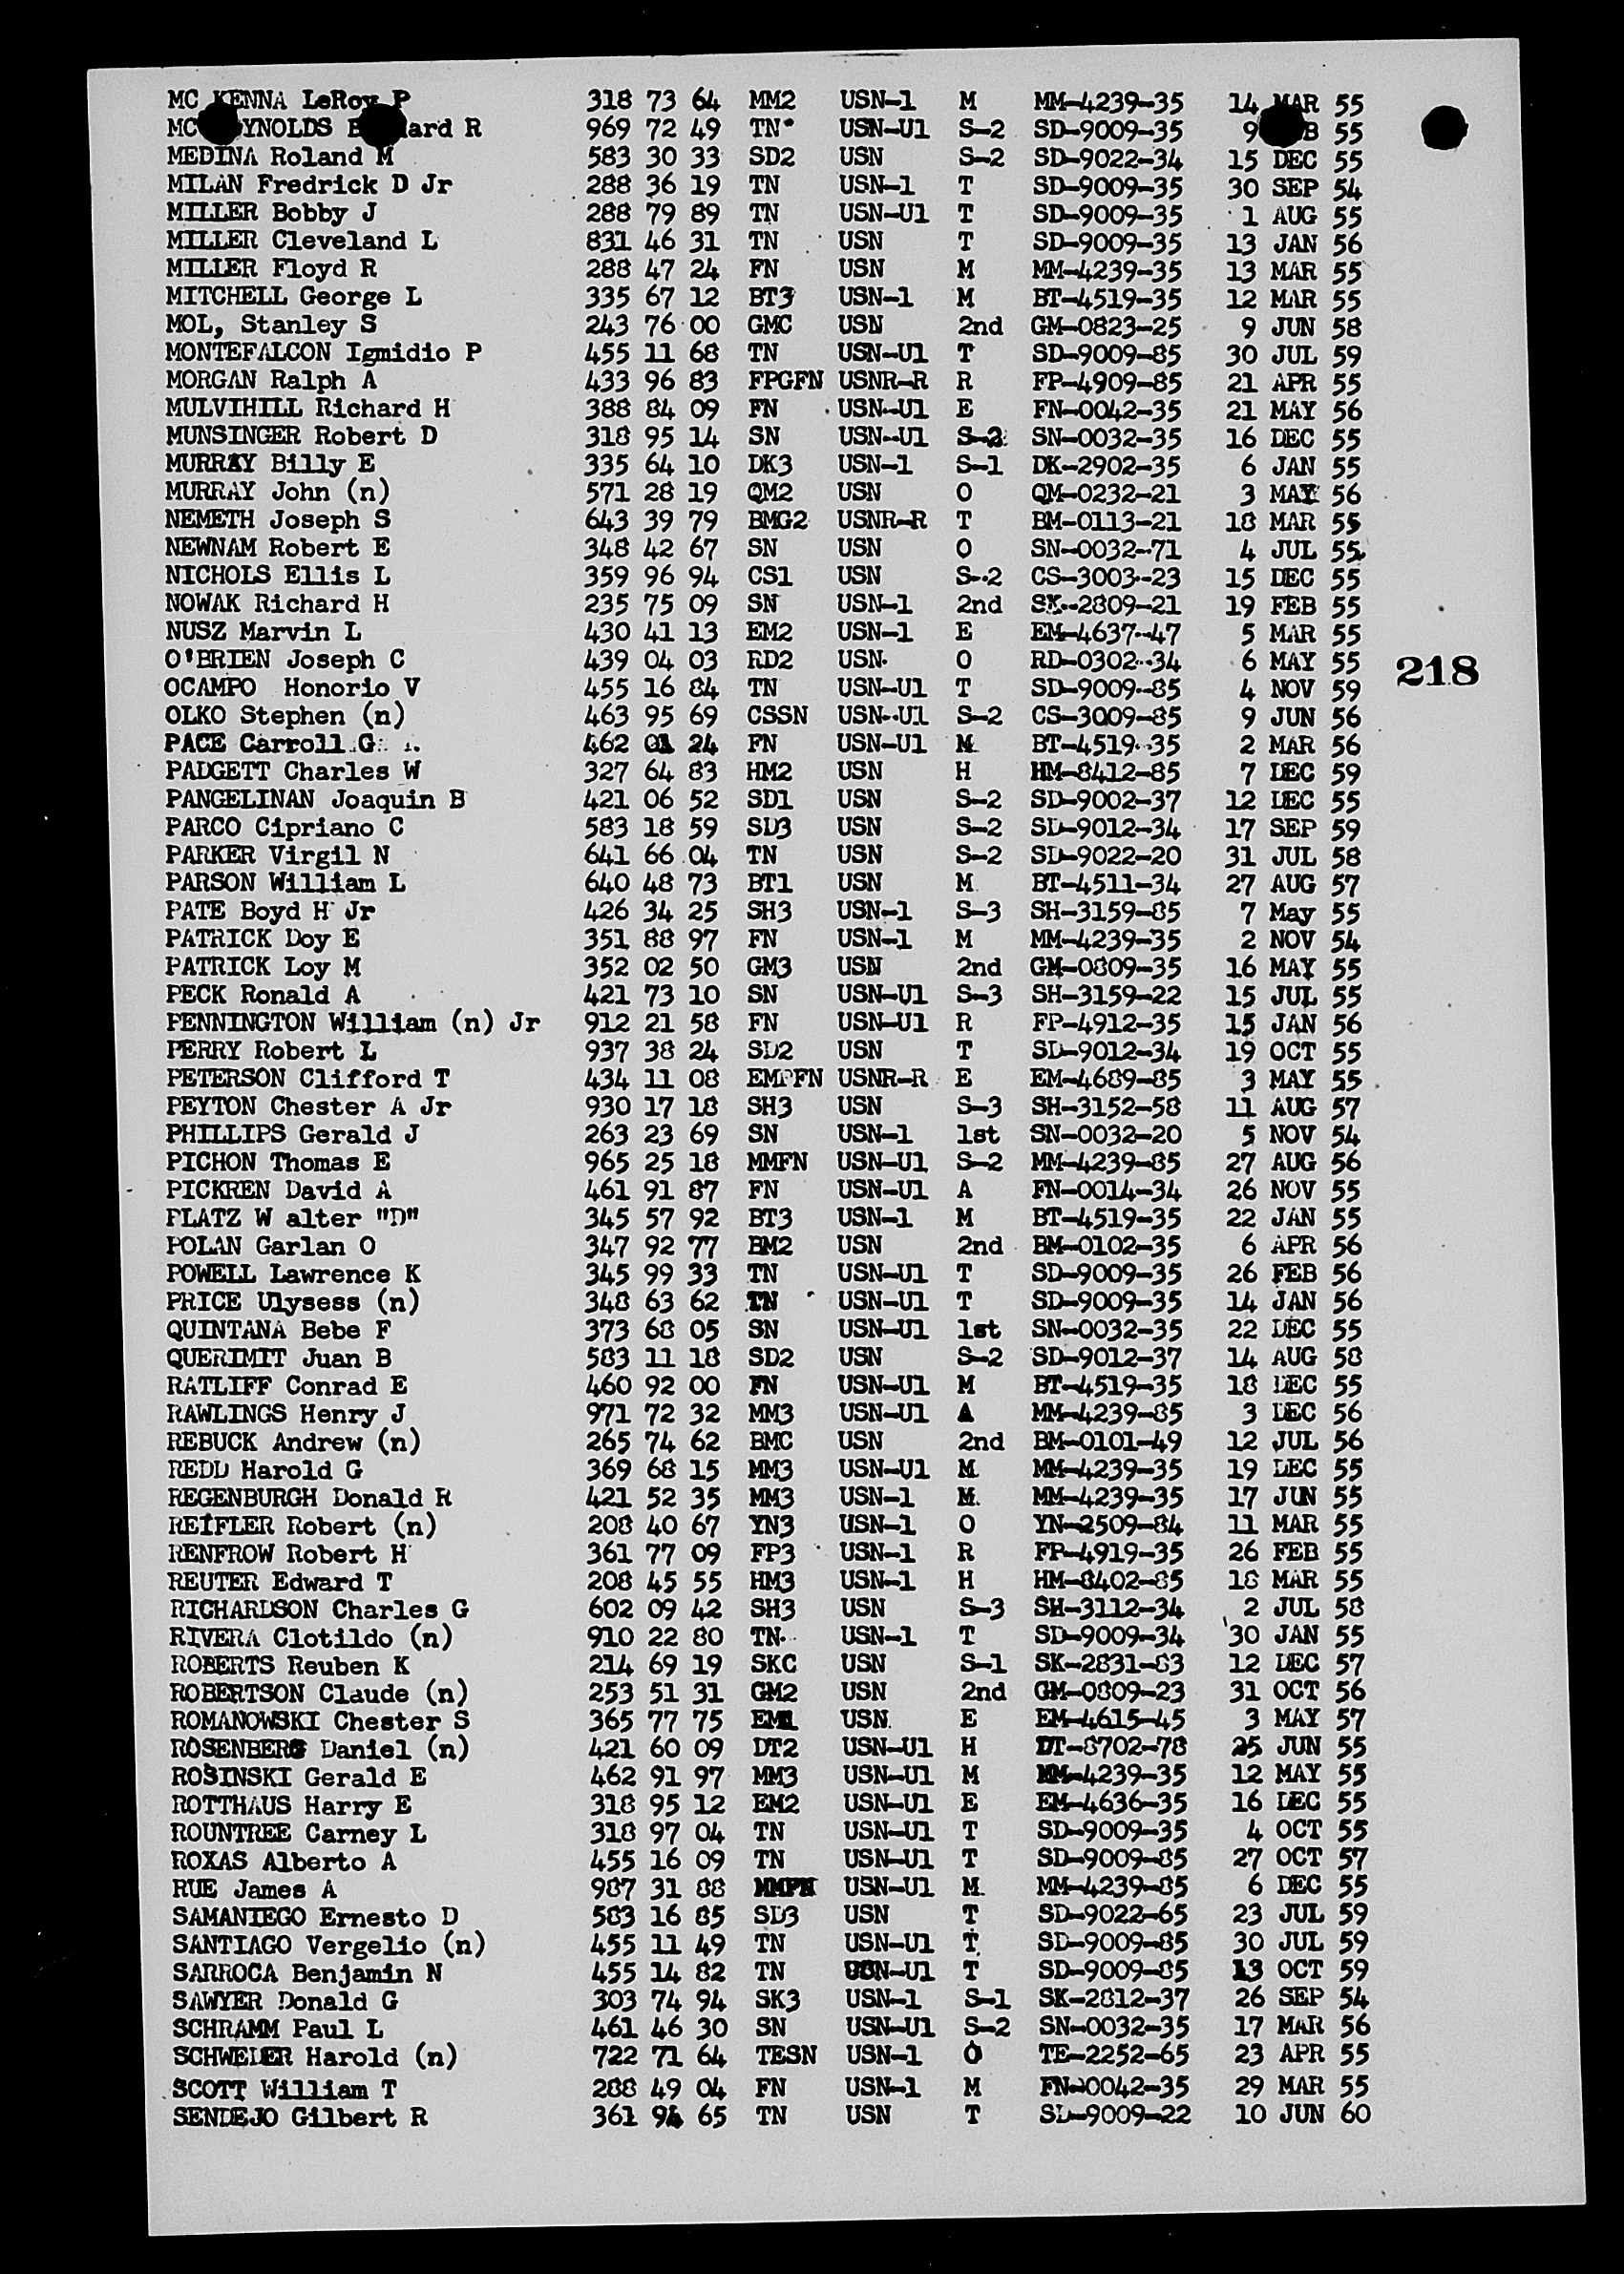 MC KENNA LeRoy P 318 73 64 MM2 USN-1 M MM-4239-35 14 MAR 55
MC YNOLDS ard R 969 72 49 TN USN-U1 S-2 SD-9009-35 9 55
MEDINA Roland M 583 30 33 SD2 USN S-2 SD-9022-34 15 DEC 55
MILAN Fredrick D Jr 288 36 19 TN USN-1 T SD-9009-35 30 SEP 54
MILLER Bobby J 288 79 89 TN USN-U1 T SD-9009-35 1 AUG 55
MILLER Cleveland L 831 46 31 TN USN T SD-9009-35 13 JAN 56
MILLER Floyd R 288 47 24 FN USN M MM-4239-35 13 MAR 55
MITCHELL George L 335 67 12 BT3 USN-1 M BT-4519-35 12 MAR 55
MOL, Stanley S 243 76 00 GMC USN 2nd GM-0823-25 9 JUN 58
MONTEFALCON Igmidio P 455 11 68 TN USN-U1 T SD-9009-85 30 JUL 59
MORGAN Ralph A 433 96 83 FPGFN USNR-R R FP-4909-85 21 APR 55
MULVIHILL Richard H 388 84 09 FN USN-U1 E FN-0042-35 21 MAY 56
MUNSINGER Robert D 318 95 14 SN USN-U1 S-2 SN-0032-35 16 DEC 55
MURRAY Billy E 335 64 10 DK3 USN-1 S-1 DK-2902-35 6 JAN 55
MURRAY John (n) 571 28 19 QM2 USN O QM-0232-21 3 MAY 56
NEMETH Joseph S 643 39 79 BMG2 USNR-R T BM-0113-21 18 MAR 55
NEWNAM Robert E 348 42 67 SN USN O SN-0032-71 4 JUL 55
NICHOLS Ellis L 359 96 94 CS1 USN S-2 CS-3003-23 15 DEC 55
NOWAK Richard H 235 75 09 SN USN-1 2nd SK-2809-21 19 FEB 55
NUSZ Marvin L 430 41 13 EM2 USN-1 E EM-4637-47 5 MAR 55
O'BRIEN Joseph C 439 04 03 RD2 USN O RD-0302-34 6 MAY 55
218
OCAMPO Honorio V 455 16 84 TN USN-U1 T SD-9009-85 4 NOV 59
OLKO Stephen (n) 463 95 69 CSSN USN-U1 S-2 CS-3009-85 9 JUN 56
PACE Carroll G 462 01 24 FN USN-U1 M BT-4519-35 2 MAR 56
PADGETT Charles W 327 64 83 HM2 USN H HM-8412-85 7 DEC 59
PANGELINAN Joaquin B 421 06 52 SD1 USN S-2 SD-9002-37 12 DEC 55
PARCO Cipriano C 583 18 59 SD3 USN S-2 SD-9012-34 17 SEP 59
PARKER Virgil N 641 66 04 TN USN S-2 SD-9022-20 31 JUL 58
PARSON William L 640 48 73 BT1 USN M BT-4511-34 27 AUG 57
PATE Boyd H Jr 426 34 25 SH3 USN-1 S-3 SH-3159-85 7 May 55
PATRICK Doy E 351 88 97 FN USN-1 M MM-4239-35 2 NOV 54
PATRICK Loy M 352 02 50 GM3 USN 2nd GM-0809-35 16 MAY 55
PECK Ronald A 421 73 10 SN USN-U1 S-3 SH-3159-22 15 JUL 55
PENNINGTON William (n) Jr 912 21 58 FN USN-U1 R FP-4912-35 15 JAN 56
PERRY Robert L 937 38 24 SD2 USN T SD-9012-34 19 OCT 55
PETERSON Clifford T 434 11 08 EMPFN USNR-R E EM-4689-85 3 MAY 55
PEYTON Chester A Jr 930 17 18 SH3 USN S-3 SH-3152-58 11 AUG 57
PHILLIPS Gerald J 263 23 69 SN USN-1 1st SN-0032-20 5 NOV 54
PICHON Thomas E 965 25 18 MMFN USN-U1 S-2 MM-4239-85 27 AUG 56
PICKREN David A 461 91 87 FN USN-U1 A FN-0014-34 26 NOV 55
PLATZ W alter "D" 345 57 92 BT3 USN-1 M BT-4519-35 22 JAN 55
POLAN Garlan O 347 92 77 BM2 USN 2nd BM-0102-35 6 APR 56
POWELL Lawrence K 345 99 33 TN USN-U1 T SD-9009-35 26 FEB 56
PRICE Ulysess (n) 348 63 62 TN USN-U1 T SD-9009-35 14 JAN 56
QUINTANA Bebe F 373 68 05 SN USN-U1 1st SN-0032-35 22 DEC 55
QUERIMIT Juan B 583 11 18 SD2 USN S-2 SD-9012-37 14 AUG 58
RATLIFF Conrad E 460 92 00 FN USN-U1 M BT-4519-35 18 DEC 55
RAWLINGS Henry J 971 72 32 MM3 USN-U1 A MM-4239-85 3 DEC 56
REBUCK Andrew (n) 265 74 62 BMC USN 2nd BM-0101-49 12 JUL 56
REDD Harold G 369 68 15 MM3 USN-U1 M MM-4239-35 19 DEC 55
REGENBURGH Donald R 421 52 35 MM3 USN-1 M MM-4239-35 17 JUN 55
REIFLER Robert (n) 208 40 67 YN3 USN-1 O YN-2509-84 11 MAR 55
RENFROW Robert H 361 77 09 FP3 USN-1 R FP-4919-35 26 FEB 55
REUTER Edward T 208 45 55 HM3 USN-1 H HM-8402-85 18 MAR 55
RICHARDSON Charles G 602 09 42 SH3 USN S-3 SH-3112-34 2 JUL 58
RIVERA Clotildo (n) 910 22 80 TN USN-1 T SD-9009-34 30 JAN 55
ROBERTS Reuben K 214 69 19 SKC USN S-1 SK-2831-83 12 DEC 57
ROBERTSON Claude (n) 253 51 31 GM2 USN 2nd GM-0809-23 31 OCT 56
ROMANOWSKI Chester S 365 77 75 EM1 USN E EM-4615-45 3 MAY 57
ROSENBERG Daniel (n) 421 60 09 DT2 USN-U1 H DT-8702-78 25 JUN 55
ROSINSKI Gerald E 462 91 97 MM3 USN-U1 M MM-4239-35 12 MAY 55
ROTTHAUS Harry E 318 95 12 EM2 USN-U1 E EM-4636-35 16 DEC 55
ROUNTREE Carney L 318 97 04 TN USN-U1 T SD-9009-35 4 OCT 55
ROXAS Alberto A 455 16 09 TN USN-U1 T SD-9009-85 27 OCT 57
RUE James A 987 31 88 MMFN USN-U1 M MM-4239-85 6 DEC 55
SAMANIEGO Ernesto D 583 16 85 SD3 USN T SD-9022-65 23 JUL 59
SANTIAGO Vergelio (n) 455 11 49 TN USN-U1 T SD-9009-85 30 JUL 59
SARROCA Benjamin N 455 14 82 TN USN-U1 T SD-9009-85 13 OCT 59
SAWYER Donald G 303 74 94 SK3 USN-1 S-1 SK-2812-37 26 SEP 54
SCHRAMM Paul L 461 46 30 SN USN-U1 S-2 SN-0032-35 17 MAR 56
SCHWEIER Harold (n) 722 71 64 TESN USN-1 O TE-2252-65 23 APR 55
SCOTT William T 288 49 04 FN USN-1 M FN-0042-35 29 MAR 55
SENDEJO Gilbert R 361 94 65 TN USN T SD-9009-22 10 JUN 60